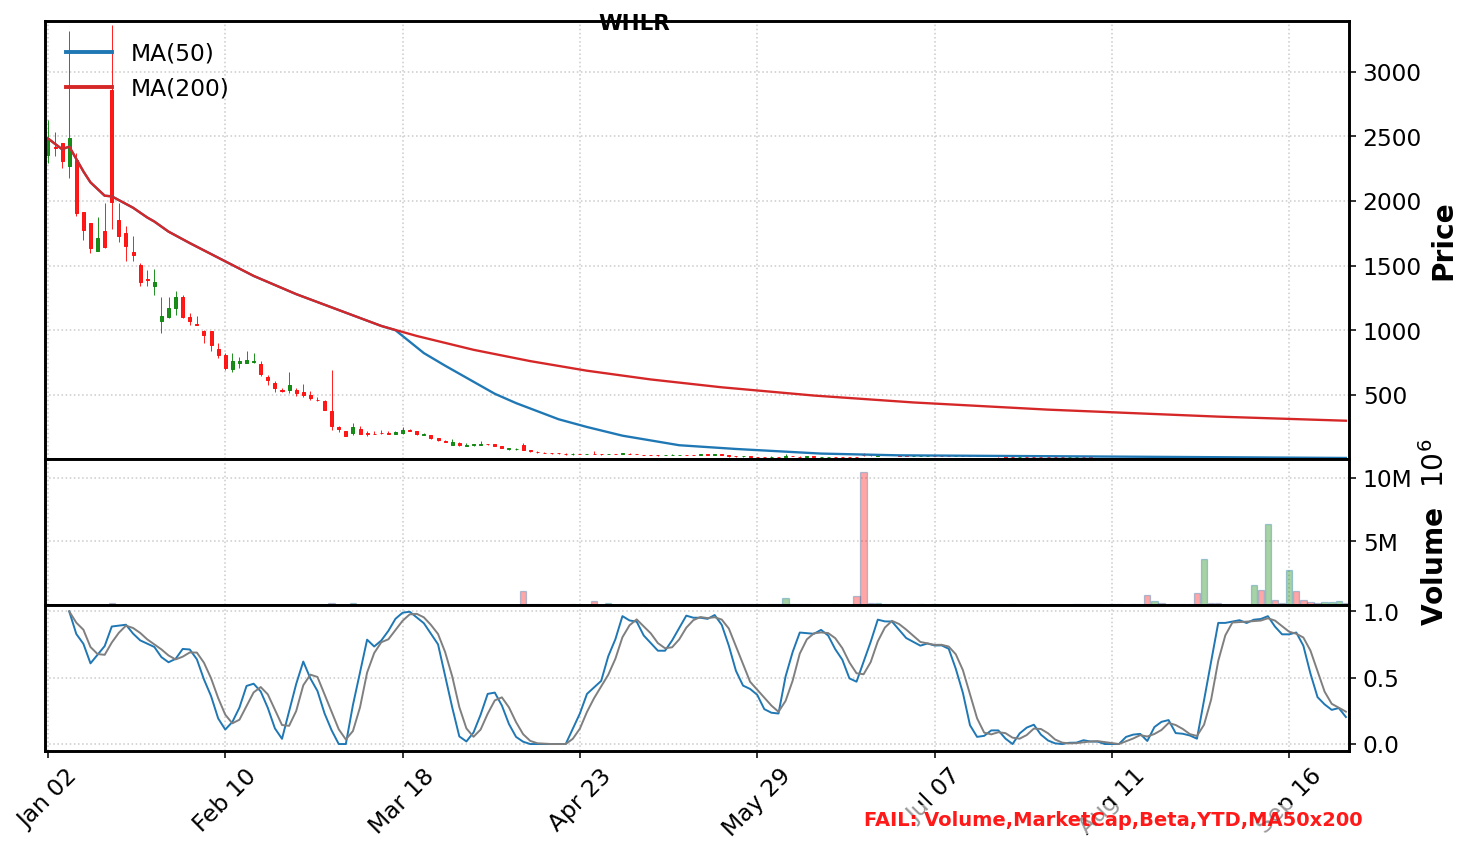 WHLR
MA(50)
MA(200)
3000
2500
2000
1500
1000
500
Price
10M
5M
Volume 10⁶
1.0
0.5
0.0
Jan 02
Feb 10
Mar 18
Apr 23
May 29
Jul 07
Aug 11
Sep 16
FAIL: Volume,MarketCap,Beta,YTD,MA50x200